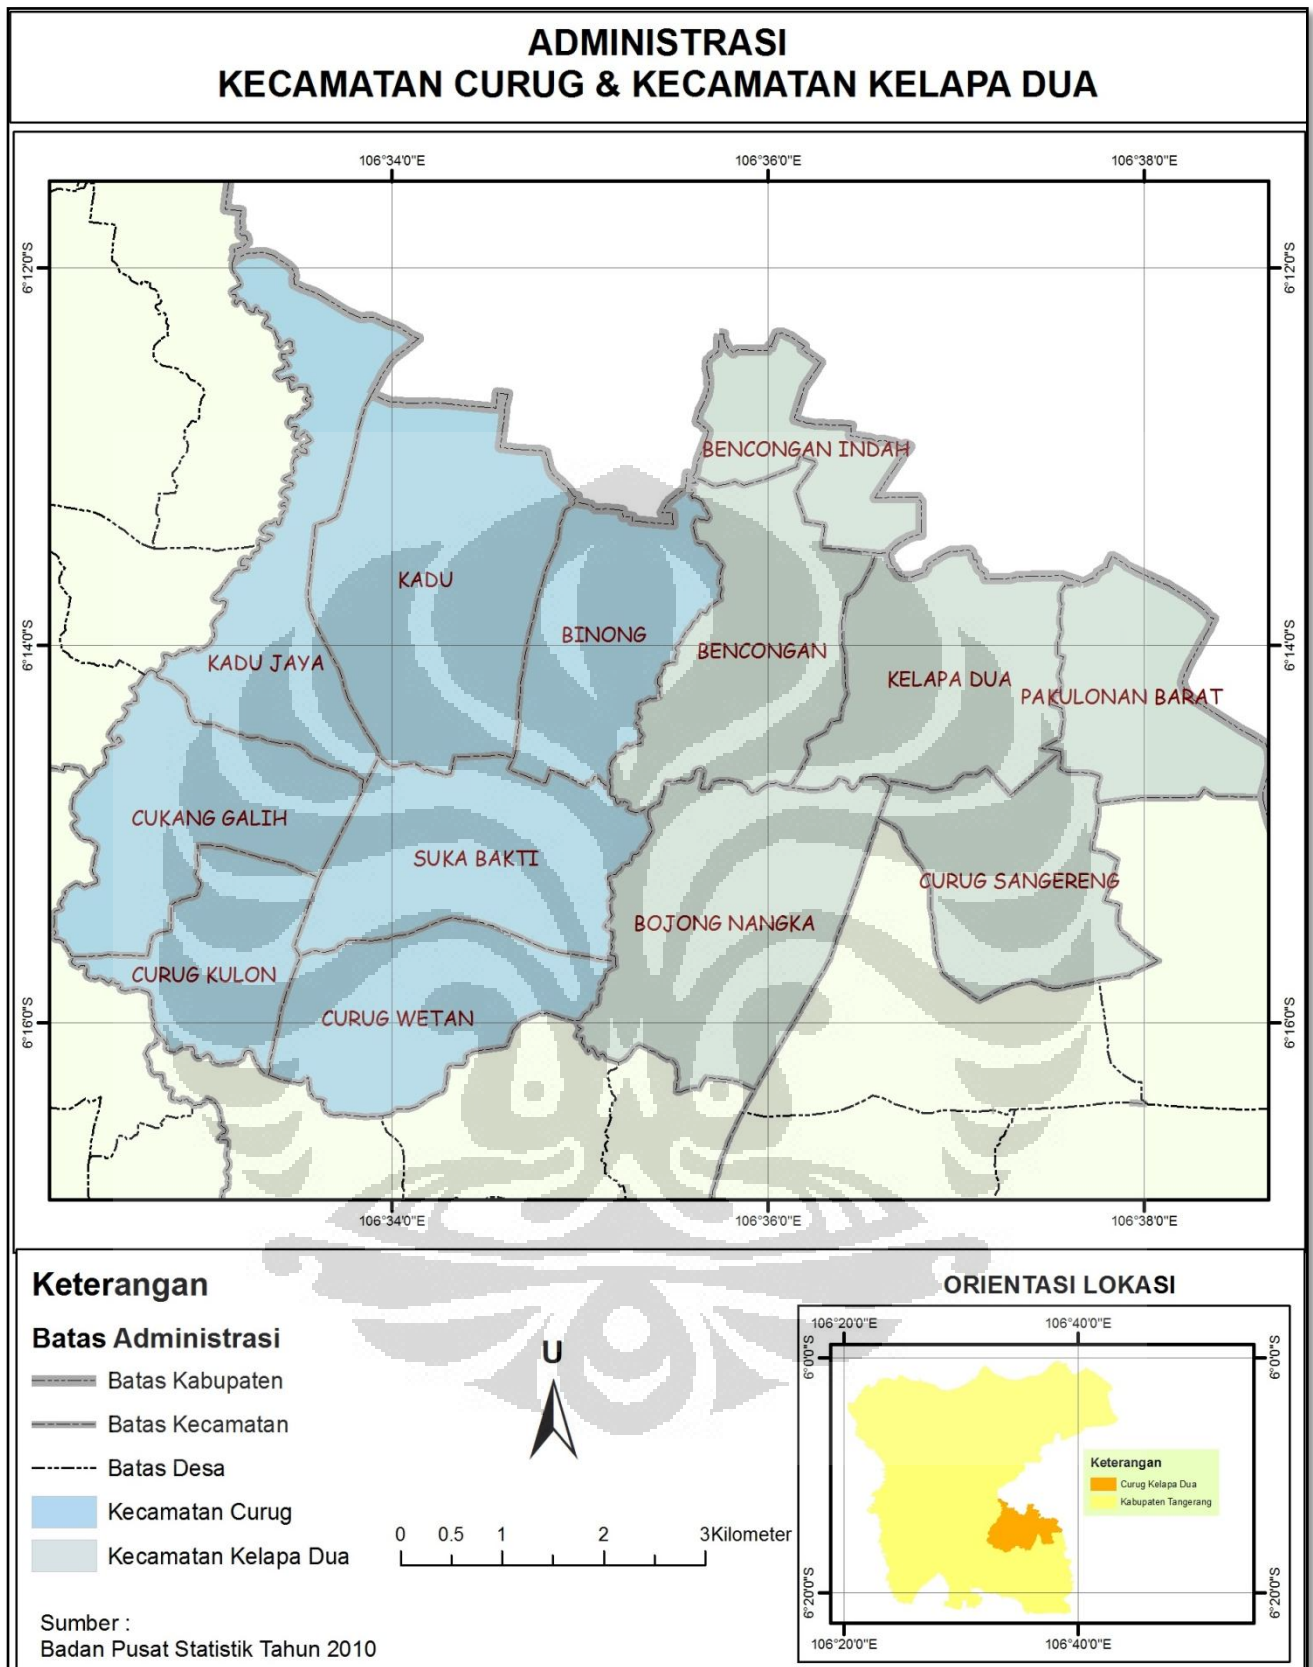 ADMINISTRASI
KECAMATAN CURUG & KECAMATAN KELAPA DUA
106°34'0"E
106°36'0"E
106°38'0"E
6°12'0"S
6°12'0"S
BENCONGAN INDAH
KADU
BINONG
6°14'0"S
6°14'0"S
BENCONGAN
KADU JAYA
KELAPA DUA
PAKULONAN BARAT
CUKANG GALIH
SUKA BAKTI
CURUG SANGERENG
BOJONG NANGKA
CURUG KULON
CURUG WETAN
6°16'0"S
6°16'0"S
106°34'0"E
106°36'0"E
106°38'0"E
Keterangan
Batas Administrasi
Batas Kabupaten
Batas Kecamatan
Batas Desa
Kecamatan Curug
Kecamatan Kelapa Dua
Sumber :
Badan Pusat Statistik Tahun 2010
U
0 0.5 1 2 3Kilometer
ORIENTASI LOKASI
106°20'0"E
106°40'0"E
6°0'0"S
6°0'0"S
Keterangan
Curug Kelapa Dua
Kabupaten Tangerang
6°20'0"S
6°20'0"S
106°20'0"E
106°40'0"E